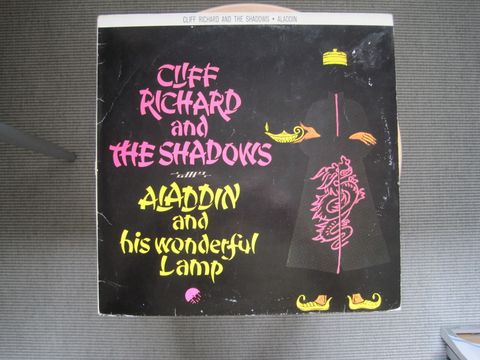 CLIFF RICHARD AND THE SHADOWS • ALADDIN
CLIFF
RICHARD
and
THE SHADOWS
ALADDIN
and
his wonderful
Lamp